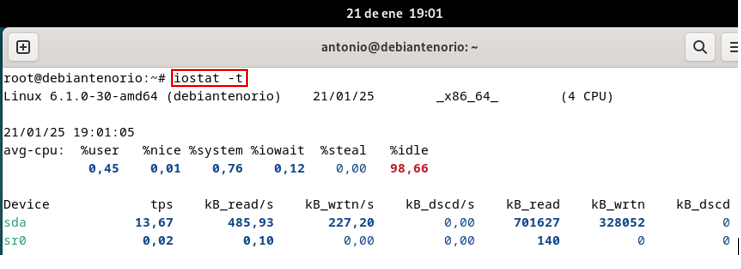 21 de ene 19:01
antonio@debiantenorio: ~
root@debiantenorio:~# iostat -t
Linux 6.1.0-30-amd64 (debiantenorio) 21/01/25 _x86_64_ (4 CPU)
21/01/25 19:01:05
avg-cpu: %user %nice %system %iowait %steal %idle
0,45 0,01 0,76 0,12 0,00 98,66
Device tps kB_read/s kB_wrtn/s kB_dscd/s kB_read kB_wrtn kB_dscd
sda 13,67 485,93 227,20 0,00 701627 328052 0
sr0 0,02 0,10 0,00 0,00 140 0 0